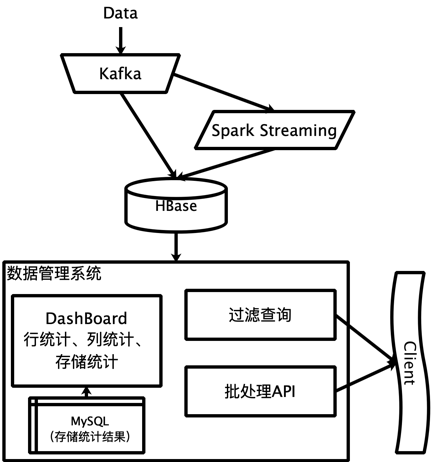 Data
Kafka
Spark Streaming
HBase
数据管理系统
DashBoard
行统计、列统计、
存储统计
MySQL
（存储统计结果）
过滤查询
批处理API
Client